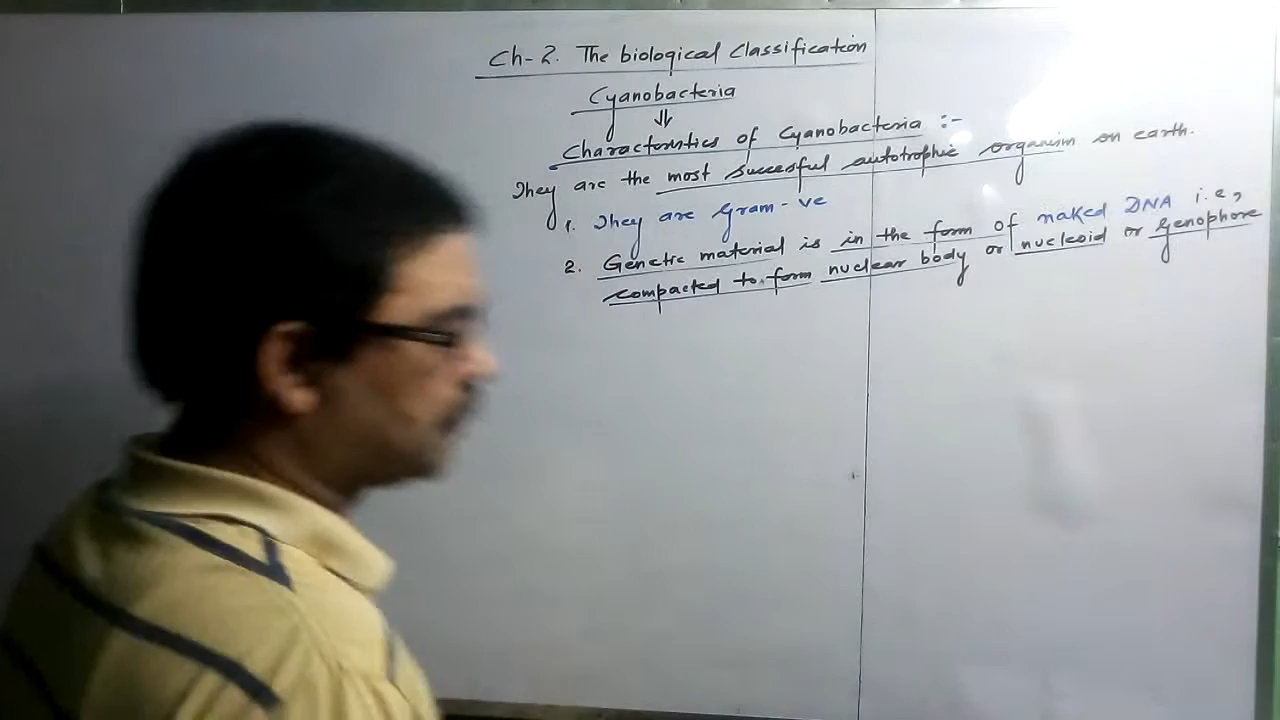 Ch-2. The biological Classification
Cyanobacteria
⇓
Characteristics of Cyanobacteria :-
They are the most successful autotrophic organism on earth.
1. They are Gram-ve
2. Genetic material is in the form of naked DNA i.e,
compacted to form nuclear body or nucleoid or genophore